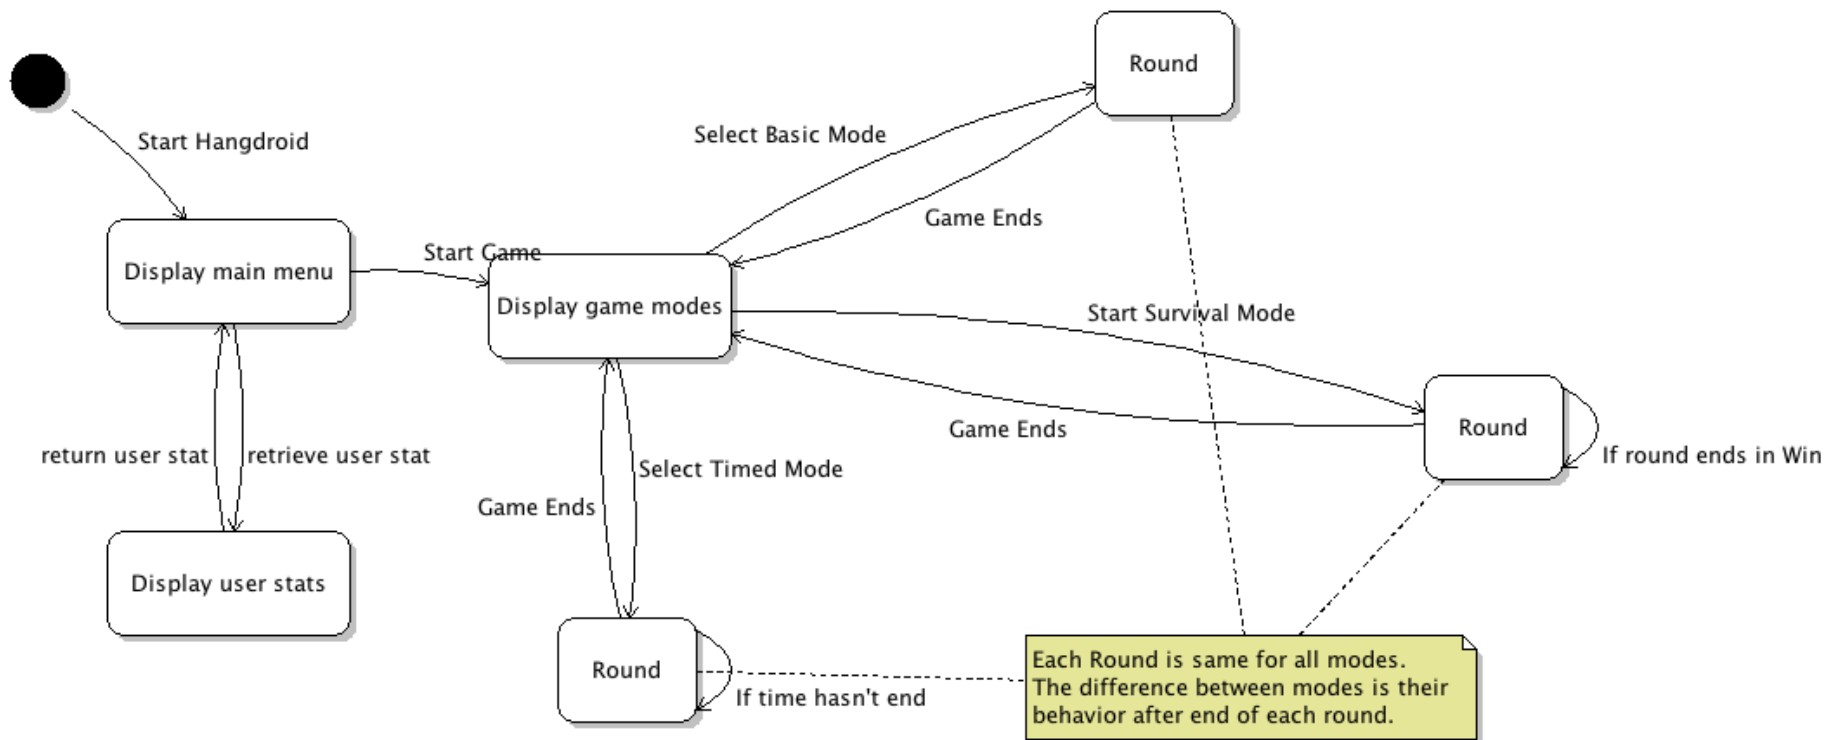 Round
Start Hangdroid
Select Basic Mode
Game Ends
Start Game
Display main menu
Display game modes
Start Survival Mode
Game Ends
Round
If round ends in Win
return user stat
retrieve user stat
Select Timed Mode
Game Ends
Display user stats
Round
If time hasn't end
Each Round is same for all modes.
The difference between modes is their
behavior after end of each round.